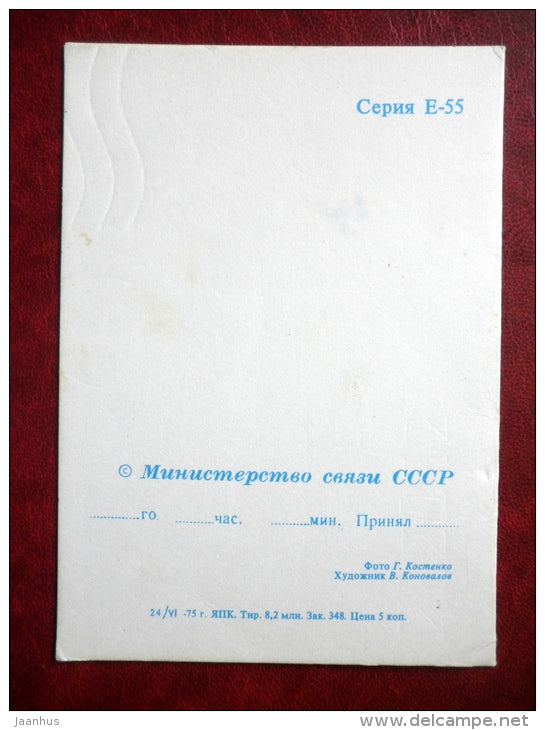 Серия Е-55
© Министерство связи СССР
............го ..........час. ..........мин. Принял ...........
Фото Г. Костенко
Художник В. Коновалов
24/VI -75 г. ЯПК. Тир. 8,2 млн. Зак. 348. Цена 5 коп.
jaanhus
www.delcampe.net